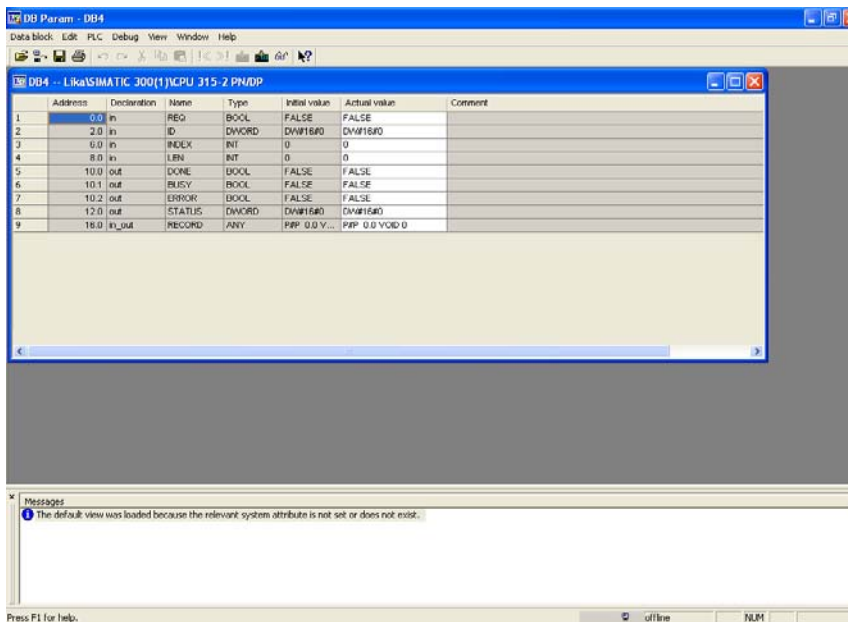 DB Param - DB4
Data block Edit PLC Debug View Window Help
DB4 -- Lika\SIMATIC 300(1)\CPU 315-2 PN/DP
Address Declaration Name Type Initial value Actual value Comment
1 0.0 in REQ BOOL FALSE FALSE
2 2.0 in ID DWORD DW#16#0 DW#16#0
3 6.0 in INDEX INT 0 0
4 8.0 in LEN INT 0 0
5 10.0 out DONE BOOL FALSE FALSE
6 10.1 out BUSY BOOL FALSE FALSE
7 10.2 out ERROR BOOL FALSE FALSE
8 12.0 out STATUS DWORD DW#16#0 DW#16#0
9 16.0 in_out RECORD ANY P#P 0.0 V... P#P 0.0 VOID 0
Messages
The default view was loaded because the relevant system attribute is not set or does not exist.
Press F1 for help. offline NUM